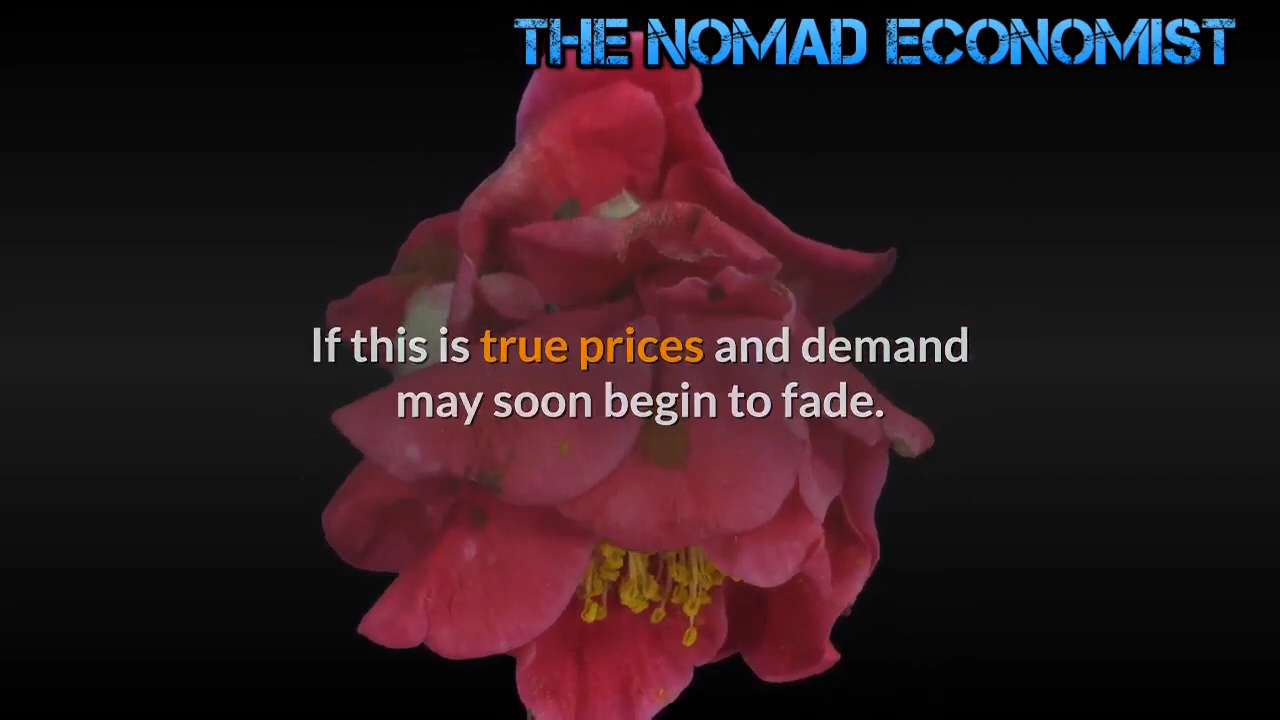 THE NOMAD ECONOMIST
If this is true prices and demand
may soon begin to fade.